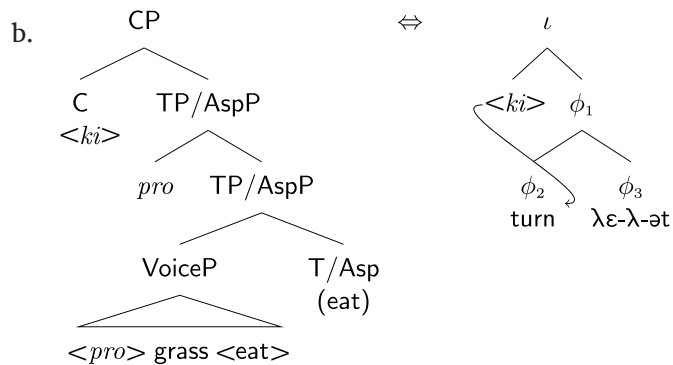 b. CP ⇔ ι
C TP/AspP <ki> ϕ₁
<ki>
pro TP/AspP ϕ₂ ϕ₃
turn λɛ-λ-ət
VoiceP T/Asp
(eat)
<pro> grass <eat>